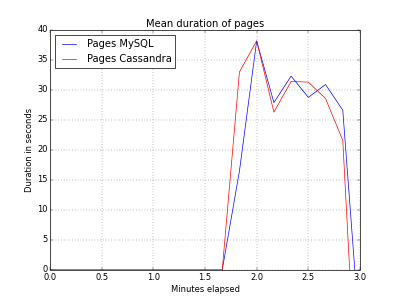 Mean duration of pages
Pages MySQL
Pages Cassandra
Duration in seconds
40
35
30
25
20
15
10
5
0
0.0 0.5 1.0 1.5 2.0 2.5 3.0
Minutes elapsed